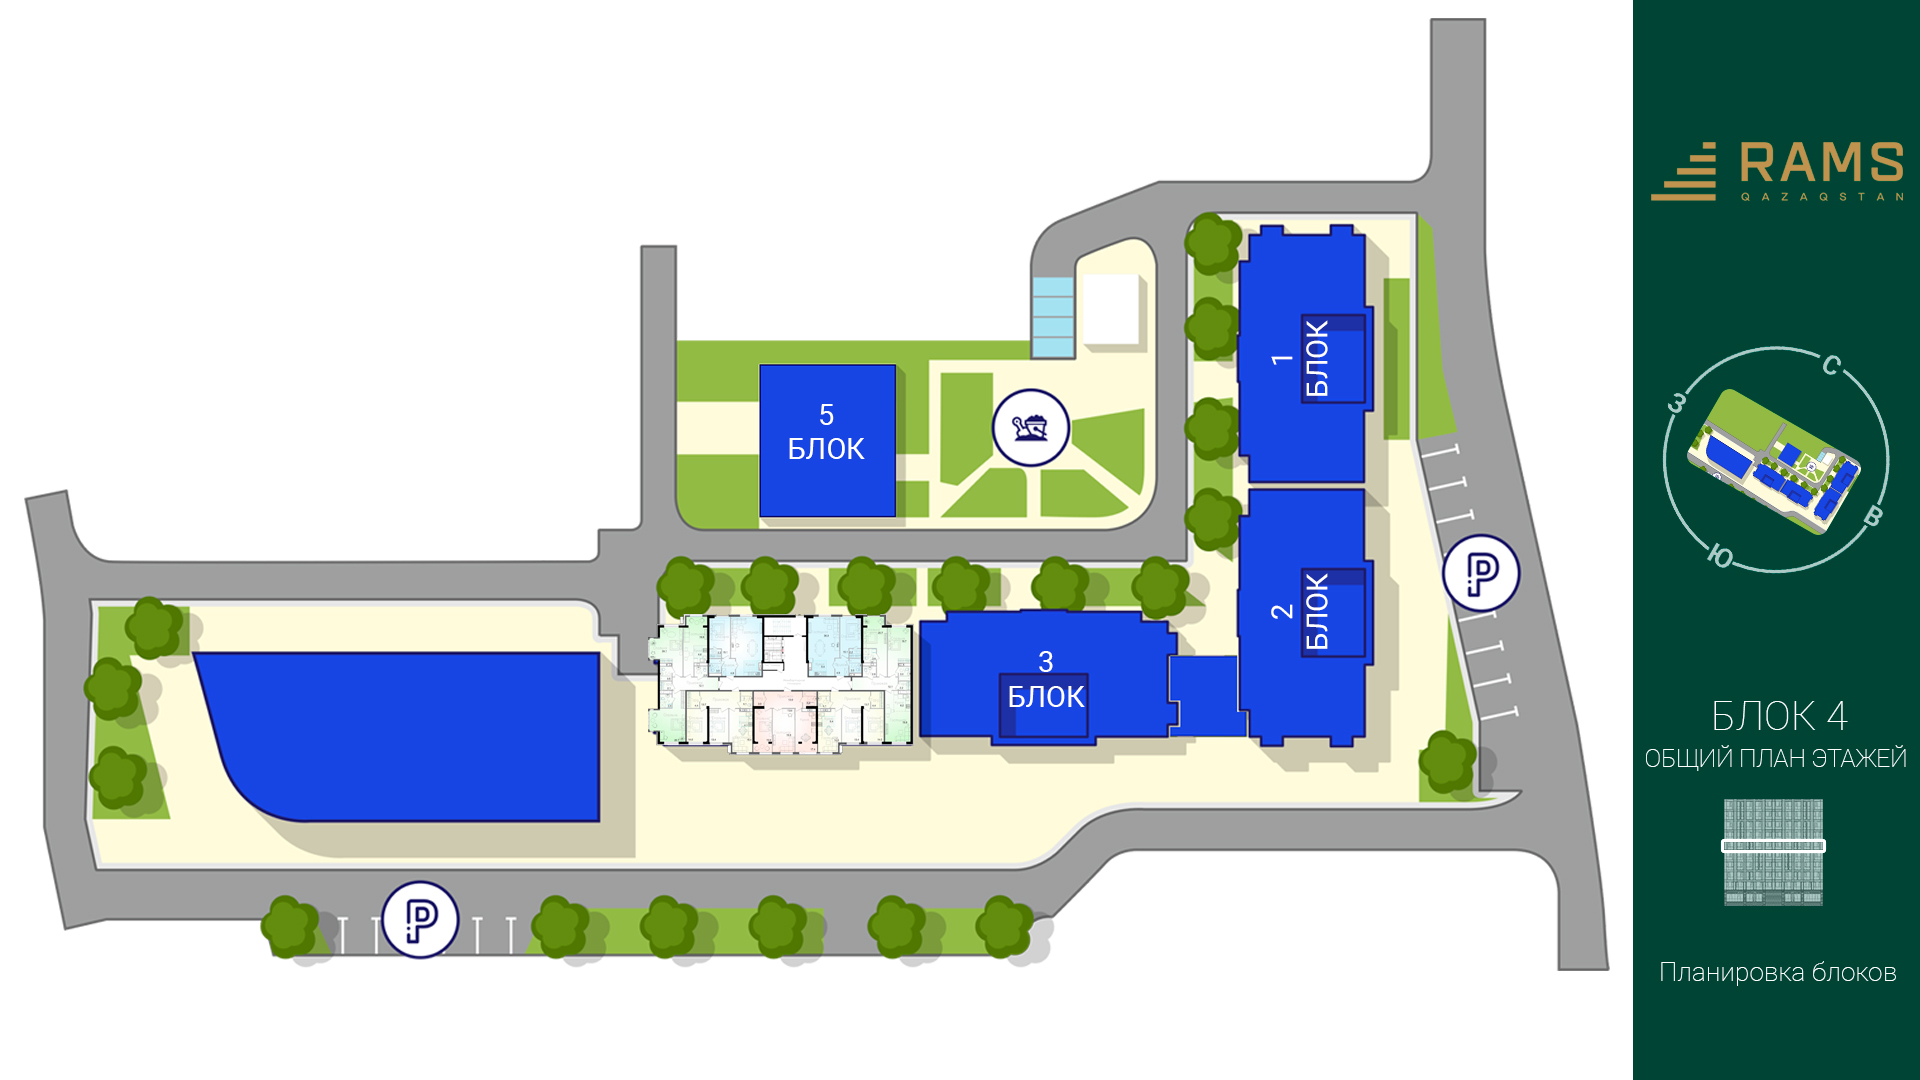 1
БЛОК
5
БЛОК
2
БЛОК
3
БЛОК
P
P
RAMS
QAZAQSTAN
С
З
В
Ю
БЛОК 4
ОБЩИЙ ПЛАН ЭТАЖЕЙ
Планировка блоков